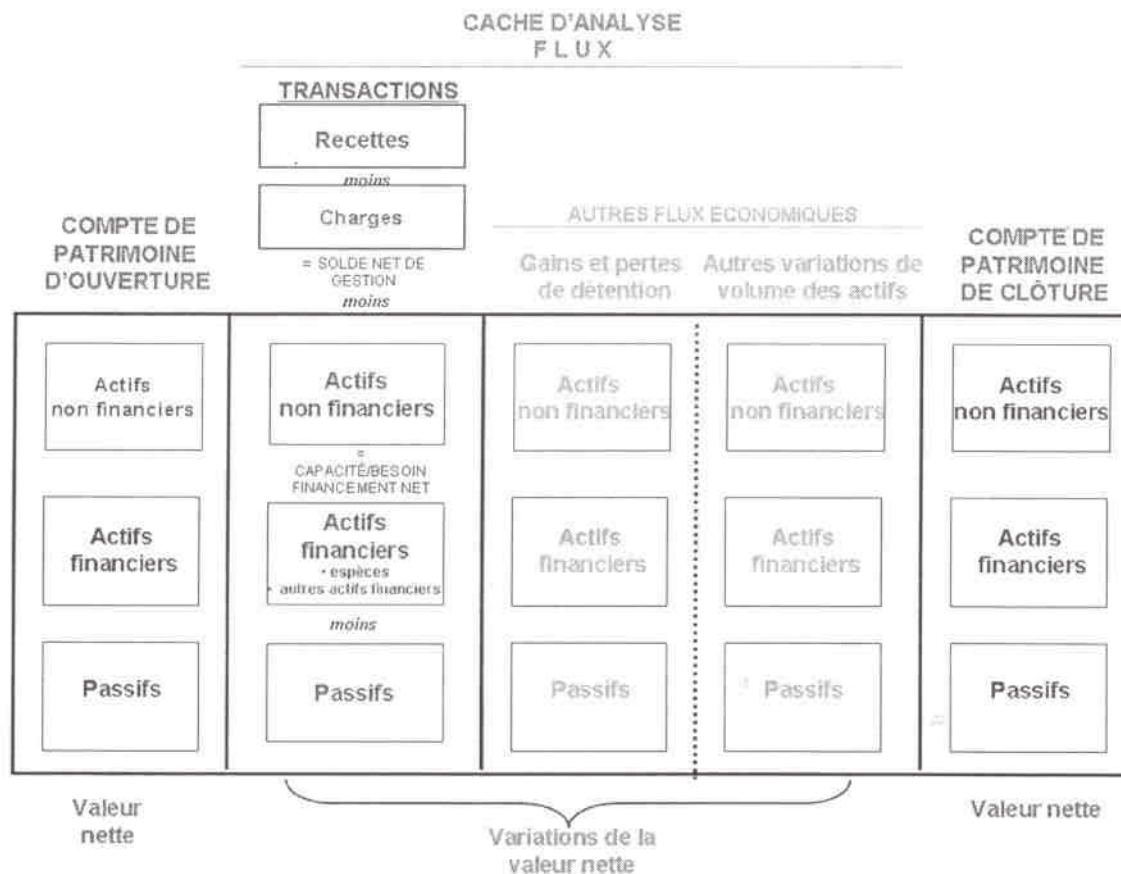 CACHE D'ANALYSE
F L U X
TRANSACTIONS
Recettes
moins
Charges
= SOLDE NET DE
GESTION
moins
COMPTE DE
PATRIMOINE
D'OUVERTURE
AUTRES FLUX ECONOMIQUES
Gains et pertes
de détention
Autres variations de
volume des actifs
COMPTE DE
PATRIMOINE
DE CLÔTURE
Actifs
non financiers
Actifs
non financiers
Actifs
non financiers
Actifs
non financiers
Actifs
non financiers
=
CAPACITÉ/BESOIN
FINANCEMENT NET
Actifs
financiers
Actifs
financiers
• espèces
• autres actifs financiers
Actifs
financiers
Actifs
financiers
Actifs
financiers
moins
Passifs
Passifs
Passifs
Passifs
Passifs
=
Valeur
nette
Variations de la
valeur nette
Valeur nette